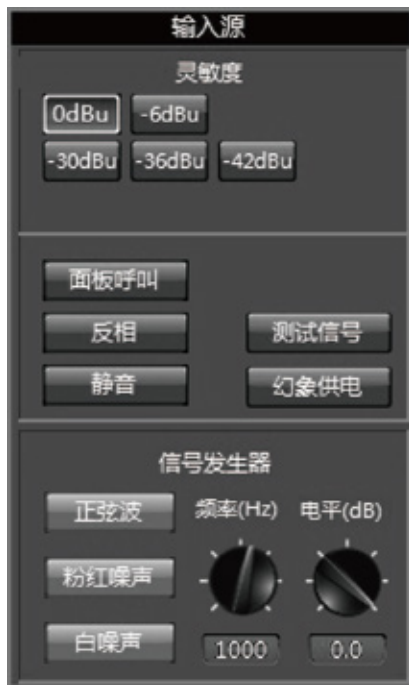 输入源
灵敏度
0dBu -6dBu
-30dBu -36dBu -42dBu
面板呼叫
反相 测试信号
静音 幻象供电
信号发生器
正弦波 频率(Hz) 电平(dB)
粉红噪声
白噪声 1000 0.0